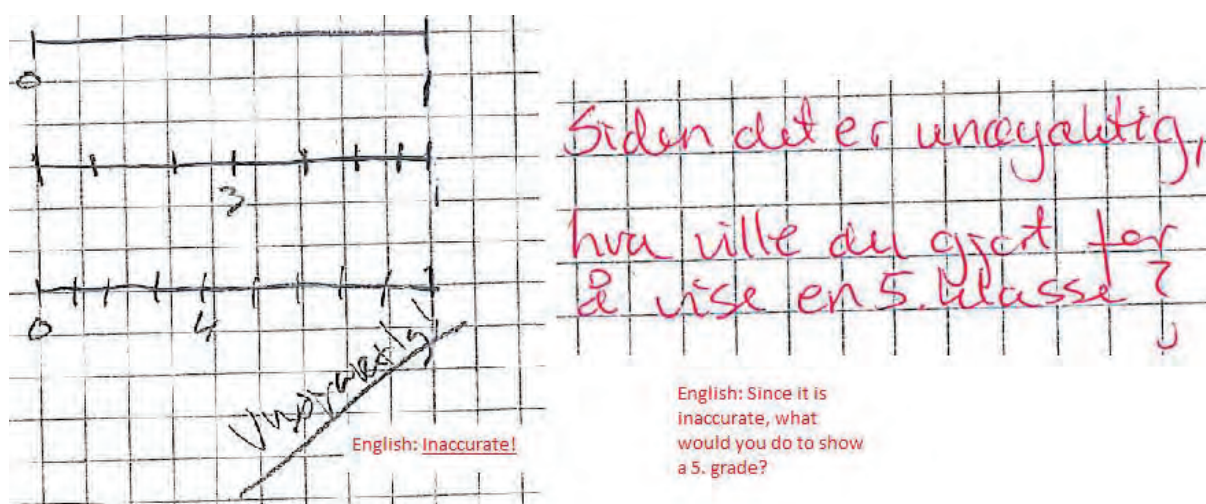 0
1
3
1
0
4
1
Unøyaktig!
English: Inaccurate!
Siden det er unøyaktig,
hva ville du gjort for
å vise en 5. klasse?
English: Since it is
inaccurate, what
would you do to show
a 5. grade?